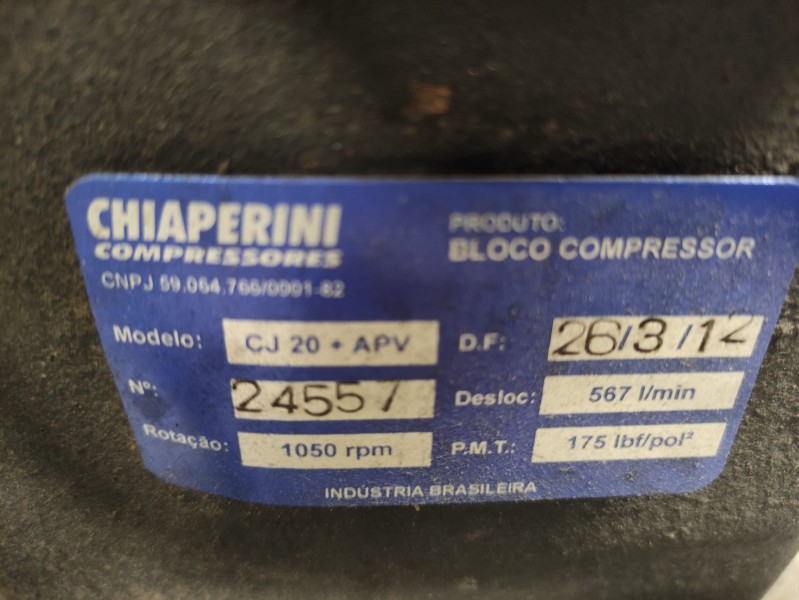 CHIAPERINI
COMPRESSORES
CNPJ 59.064.766/0001-82
PRODUTO:
BLOCO COMPRESSOR
Modelo: CJ 20 + APV
Nº: 24557
Rotação: 1050 rpm
D.F: 26/3/12
Desloc: 567 l/min
P.M.T.: 175 lbf/pol²
INDÚSTRIA BRASILEIRA